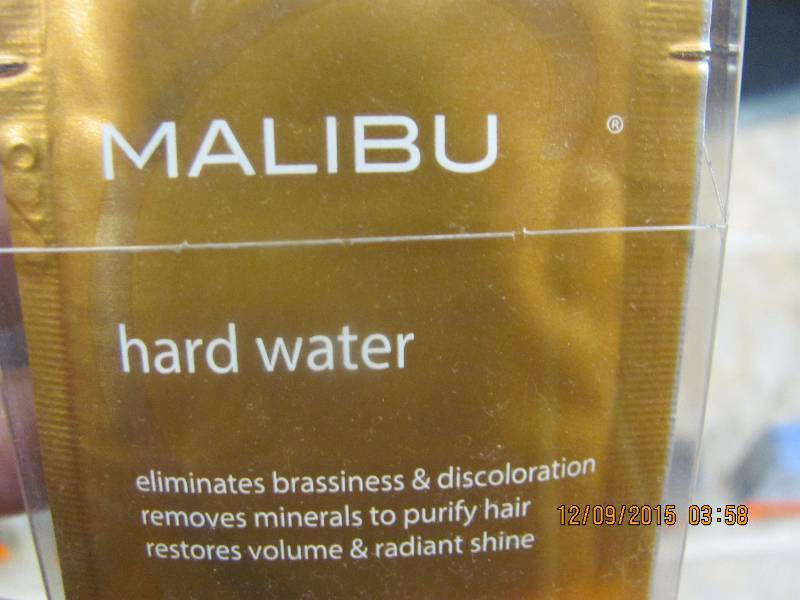 MALIBU ®
hard water
eliminates brassiness & discoloration
removes minerals to purify hair
restores volume & radiant shine
12/09/2015 03:58